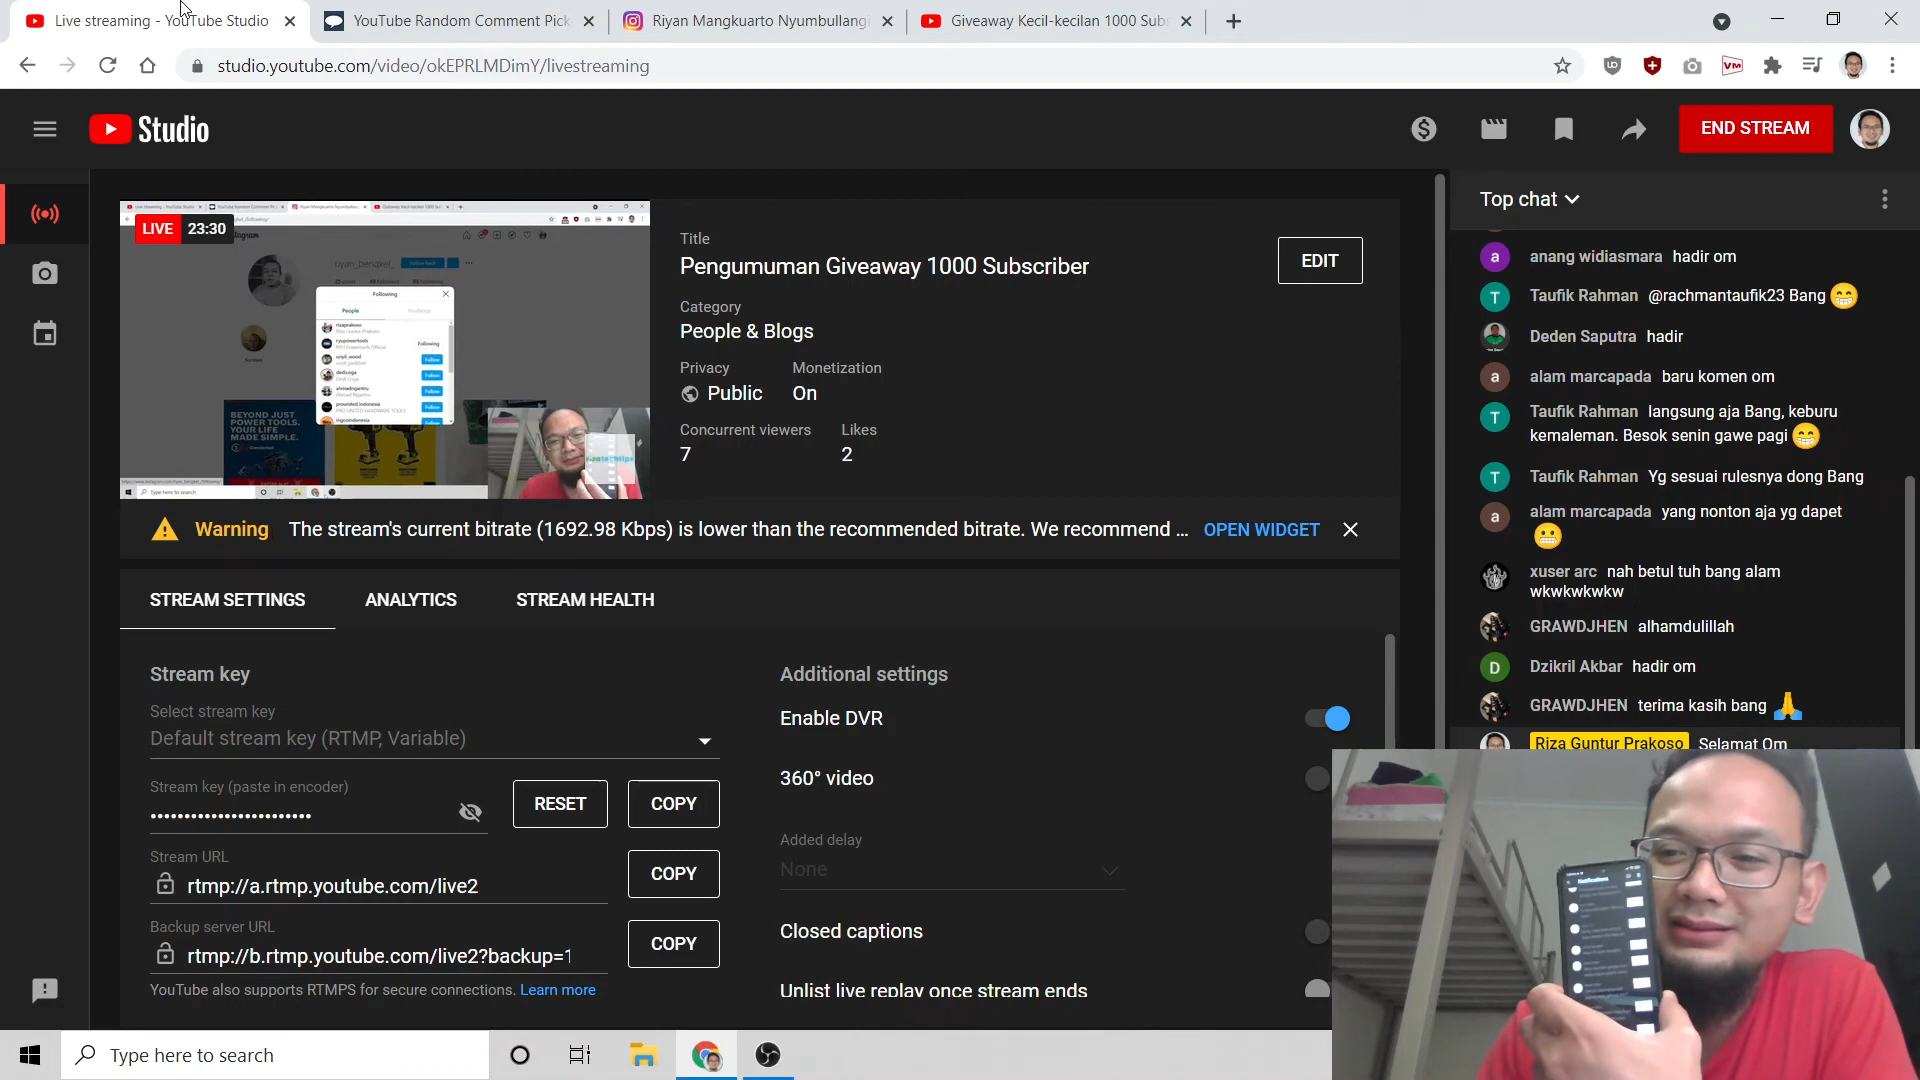 Live streaming - YouTube Studio
YouTube Random Comment Pick
Riyan Mangkuarto Nyumbullangi
Giveaway Kecil-kecilan 1000 Subs
studio.youtube.com/video/okEPRLMDimY/livestreaming
Studio
END STREAM
LIVE 23:30
Following
People
Title
Pengumuman Giveaway 1000 Subscriber
EDIT
Category
People & Blogs
Privacy
Monetization
Public
On
Concurrent viewers
Likes
7
2
BEYOND JUST
POWER TOOLS.
YOUR LIFE
MADE SIMPLE.
Type here to search
Warning The stream's current bitrate (1692.98 Kbps) is lower than the recommended bitrate. We recommend ... OPEN WIDGET
STREAM SETTINGS
ANALYTICS
STREAM HEALTH
Stream key
Select stream key
Default stream key (RTMP, Variable)
Stream key (paste in encoder)
••••••••••••••••••••••••
RESET
COPY
Stream URL
rtmp://a.rtmp.youtube.com/live2
COPY
Backup server URL
rtmp://b.rtmp.youtube.com/live2?backup=1
COPY
YouTube also supports RTMPS for secure connections. Learn more
Additional settings
Enable DVR
360° video
Added delay
None
Closed captions
Unlist live replay once stream ends
Top chat
anang widiasmara hadir om
Taufik Rahman @rachmantaufik23 Bang 😁
Deden Saputra hadir
alam marcapada baru komen om
Taufik Rahman langsung aja Bang, keburu
kemaleman. Besok senin gawe pagi 😁
Taufik Rahman Yg sesuai rulesnya dong Bang
alam marcapada yang nonton aja yg dapet
😬
xuser arc nah betul tuh bang alam
wkwkwkwkw
GRAWDJHEN alhamdulillah
Dzikril Akbar hadir om
GRAWDJHEN terima kasih bang 🙏
Riza Guntur Prakoso Selamat Om
Notifications
Type here to search